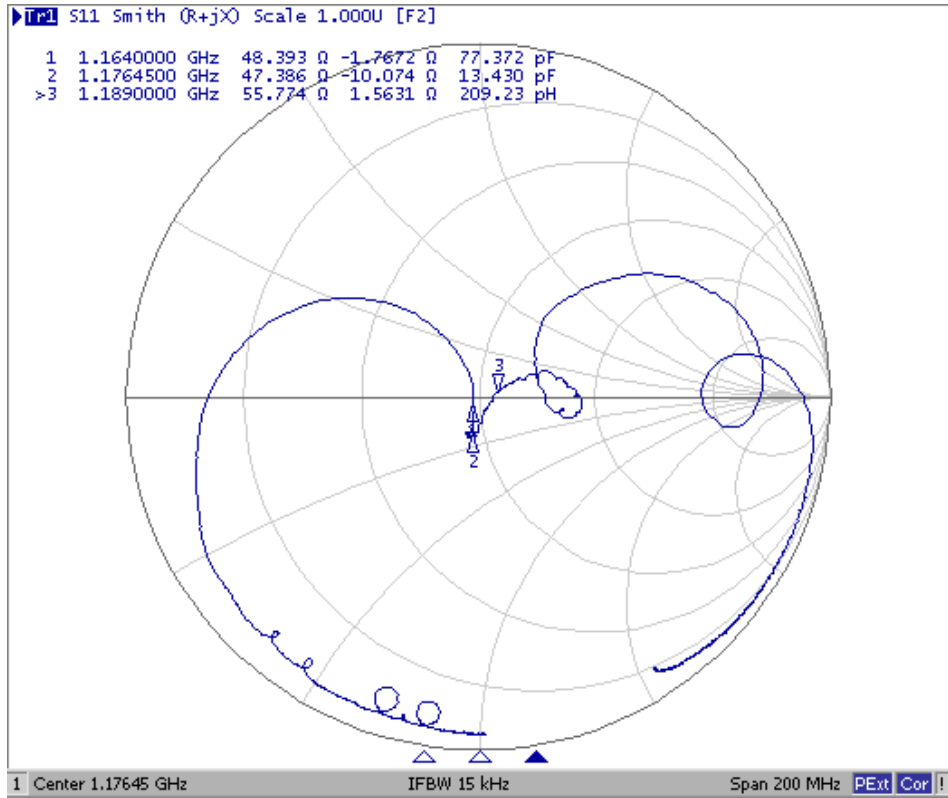 Tr1 S11 Smith (R+jX) Scale 1.000U [F2]
1 1.1640000 GHz 48.393 Ω -1.7672 Ω 77.372 pF
2 1.1764500 GHz 47.386 Ω -10.074 Ω 13.430 pF
>3 1.1890000 GHz 55.774 Ω 1.5631 Ω 209.23 pH
3
2
1 Center 1.17645 GHz IFBW 15 kHz Span 200 MHz PExt Cor !